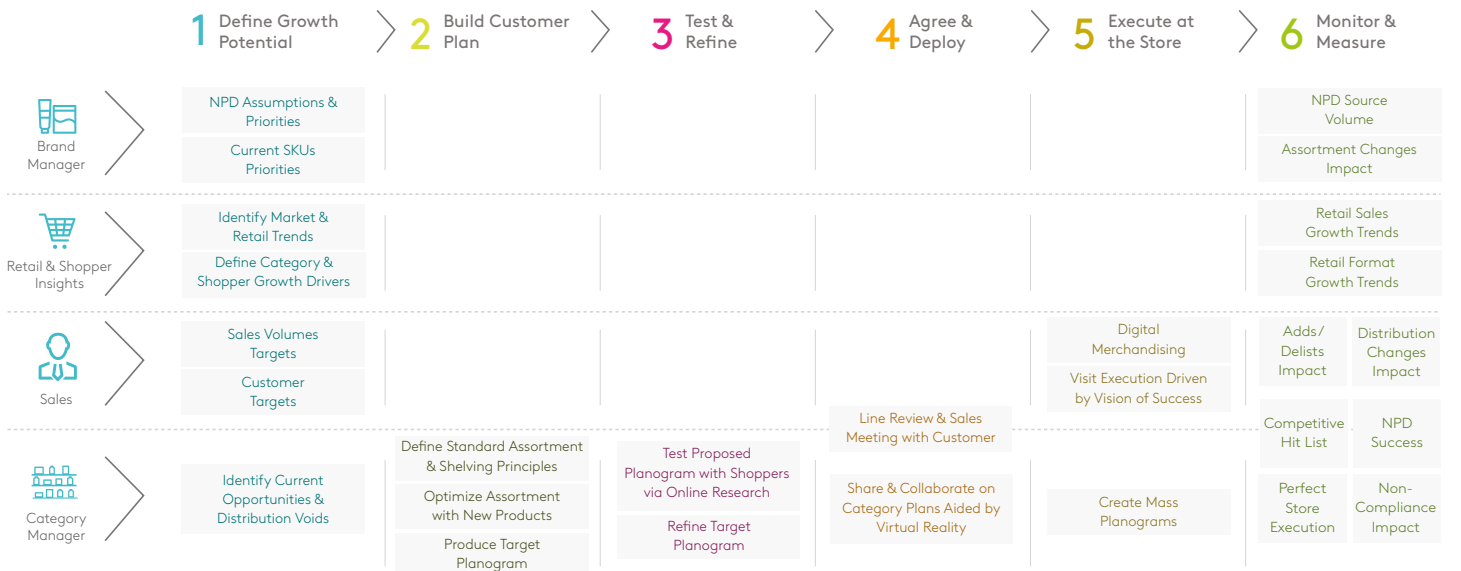 1 Define Growth
Potential
2 Build Customer
Plan
3 Test &
Refine
4 Agree &
Deploy
5 Execute at
the Store
6 Monitor &
Measure
Brand
Manager
NPD Assumptions &
Priorities
Current SKUs
Priorities
NPD Source
Volume
Assortment Changes
Impact
Retail & Shopper
Insights
Identify Market &
Retail Trends
Define Category &
Shopper Growth Drivers
Retail Sales
Growth Trends
Retail Format
Growth Trends
Sales
Sales Volumes
Targets
Customer
Targets
Digital
Merchandising
Visit Execution Driven
by Vision of Success
Adds/
Delists
Impact
Distribution
Changes
Impact
Line Review & Sales
Meeting with Customer
Competitive
Hit List
NPD
Success
Category
Manager
Identify Current
Opportunities &
Distribution Voids
Define Standard Assortment
& Shelving Principles
Optimize Assortment
with New Products
Produce Target
Planogram
Test Proposed
Planogram with Shoppers
via Online Research
Refine Target
Planogram
Share & Collaborate on
Category Plans Aided by
Virtual Reality
Create Mass
Planograms
Perfect
Store
Execution
Non-
Compliance
Impact